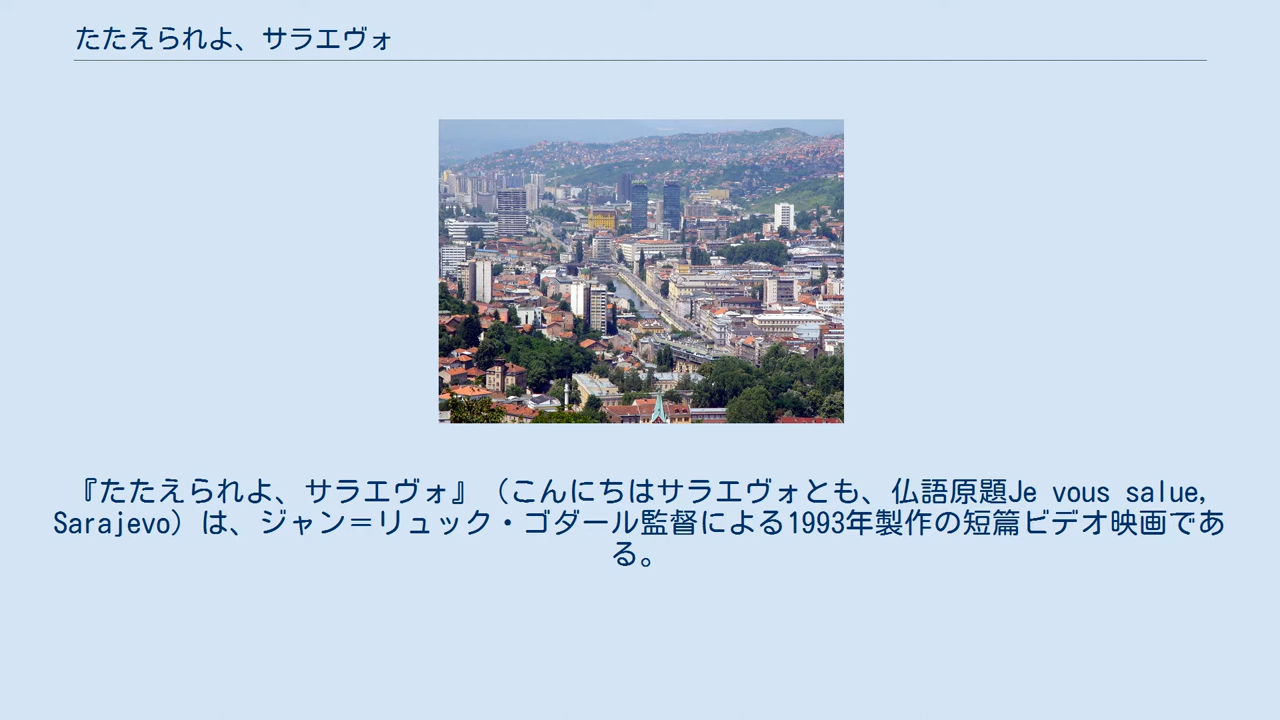 たたえられよ、サラエヴォ
『たたえられよ、サラエヴォ』（こんにちはサラエヴォとも、仏語原題Je vous salue,
Sarajevo）は、ジャン＝リュック・ゴダール監督による1993年製作の短篇ビデオ映画であ
る。